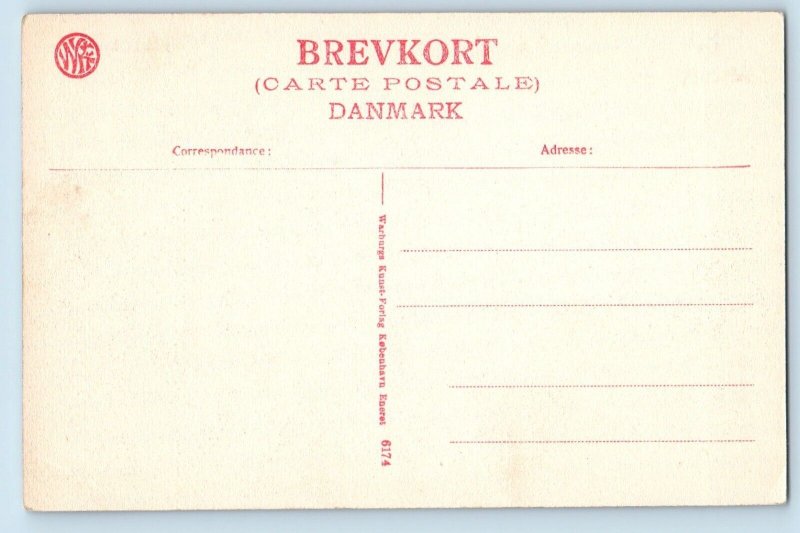 BREVKORT
(CARTE POSTALE)
DANMARK
Correspondance:
Adresse:
Warburgs Kunst-Forlag København Eneret 6174